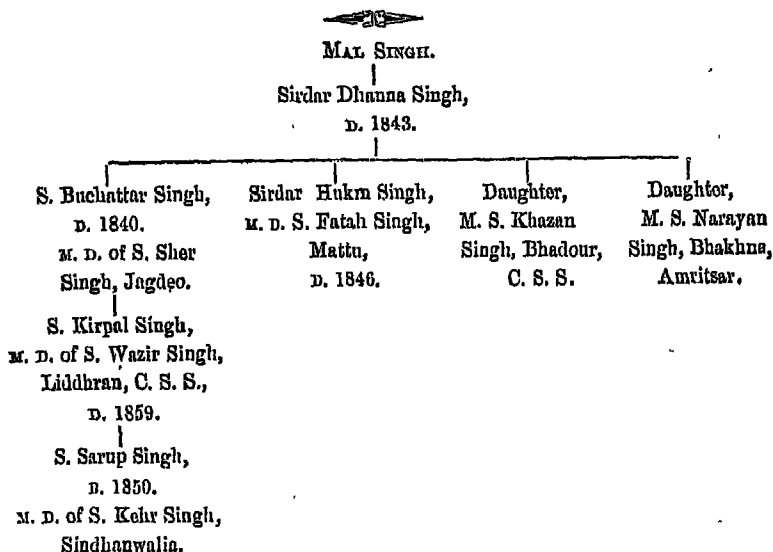 MAL SINGH.
Sirdar Dhanna Singh,
D. 1843.
S. Buchattar Singh,
D. 1840.
M. D. of S. Sher
Singh, Jagdeo.
Sirdar Hukm Singh,
M. D. S. Fatah Singh,
Mattu,
D. 1846.
Daughter,
M. S. Khazan
Singh, Bhadour,
C. S. S.
Daughter,
M. S. Narayan
Singh, Bhakhna,
Amritsar.
S. Kirpal Singh,
M. D. of S. Wazir Singh,
Liddhran, C. S. S.,
D. 1859.
S. Sarup Singh,
B. 1850.
M. D. of S. Kehr Singh,
Sindhanwalia.